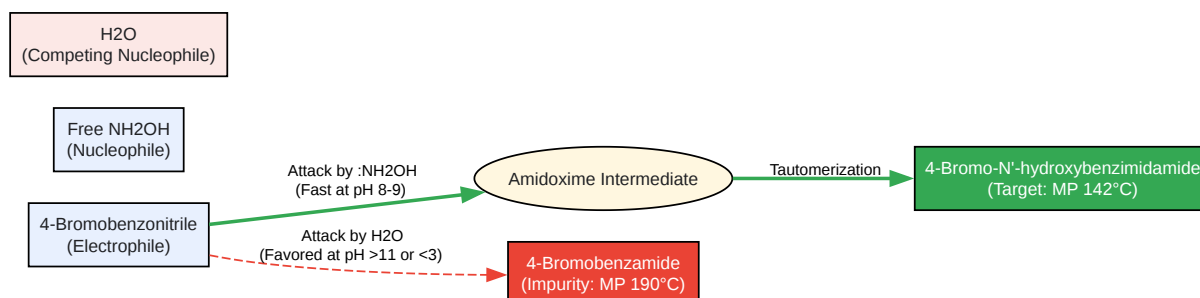 H2O
(Competing Nucleophile)
Free NH2OH
(Nucleophile)
4-Bromobenzonitrile
(Electrophile)
Attack by :NH2OH
(Fast at pH 8-9)
Attack by H2O
(Favored at pH >11 or <3)
Amidoxime Intermediate
4-Bromobenzamide
(Impurity: MP 190°C)
Tautomerization
4-Bromo-N'-hydroxybenzimidamide
(Target: MP 142°C)